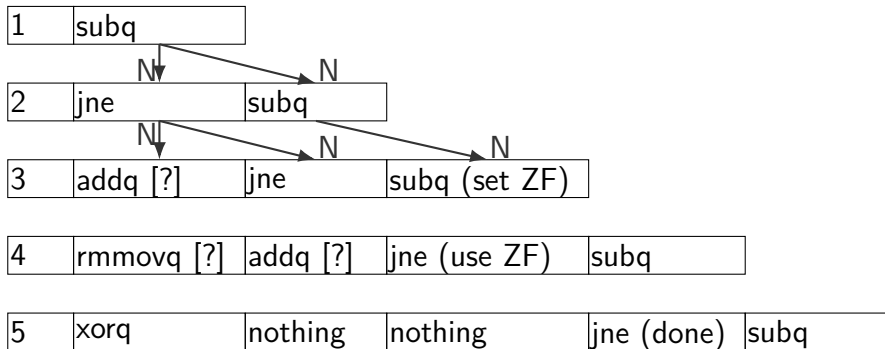 1 subq
N N
2 jne subq
N N N
3 addq [?] jne subq (set ZF)
4 rmmovq [?] addq [?] jne (use ZF) subq
5 xorq nothing nothing jne (done) subq